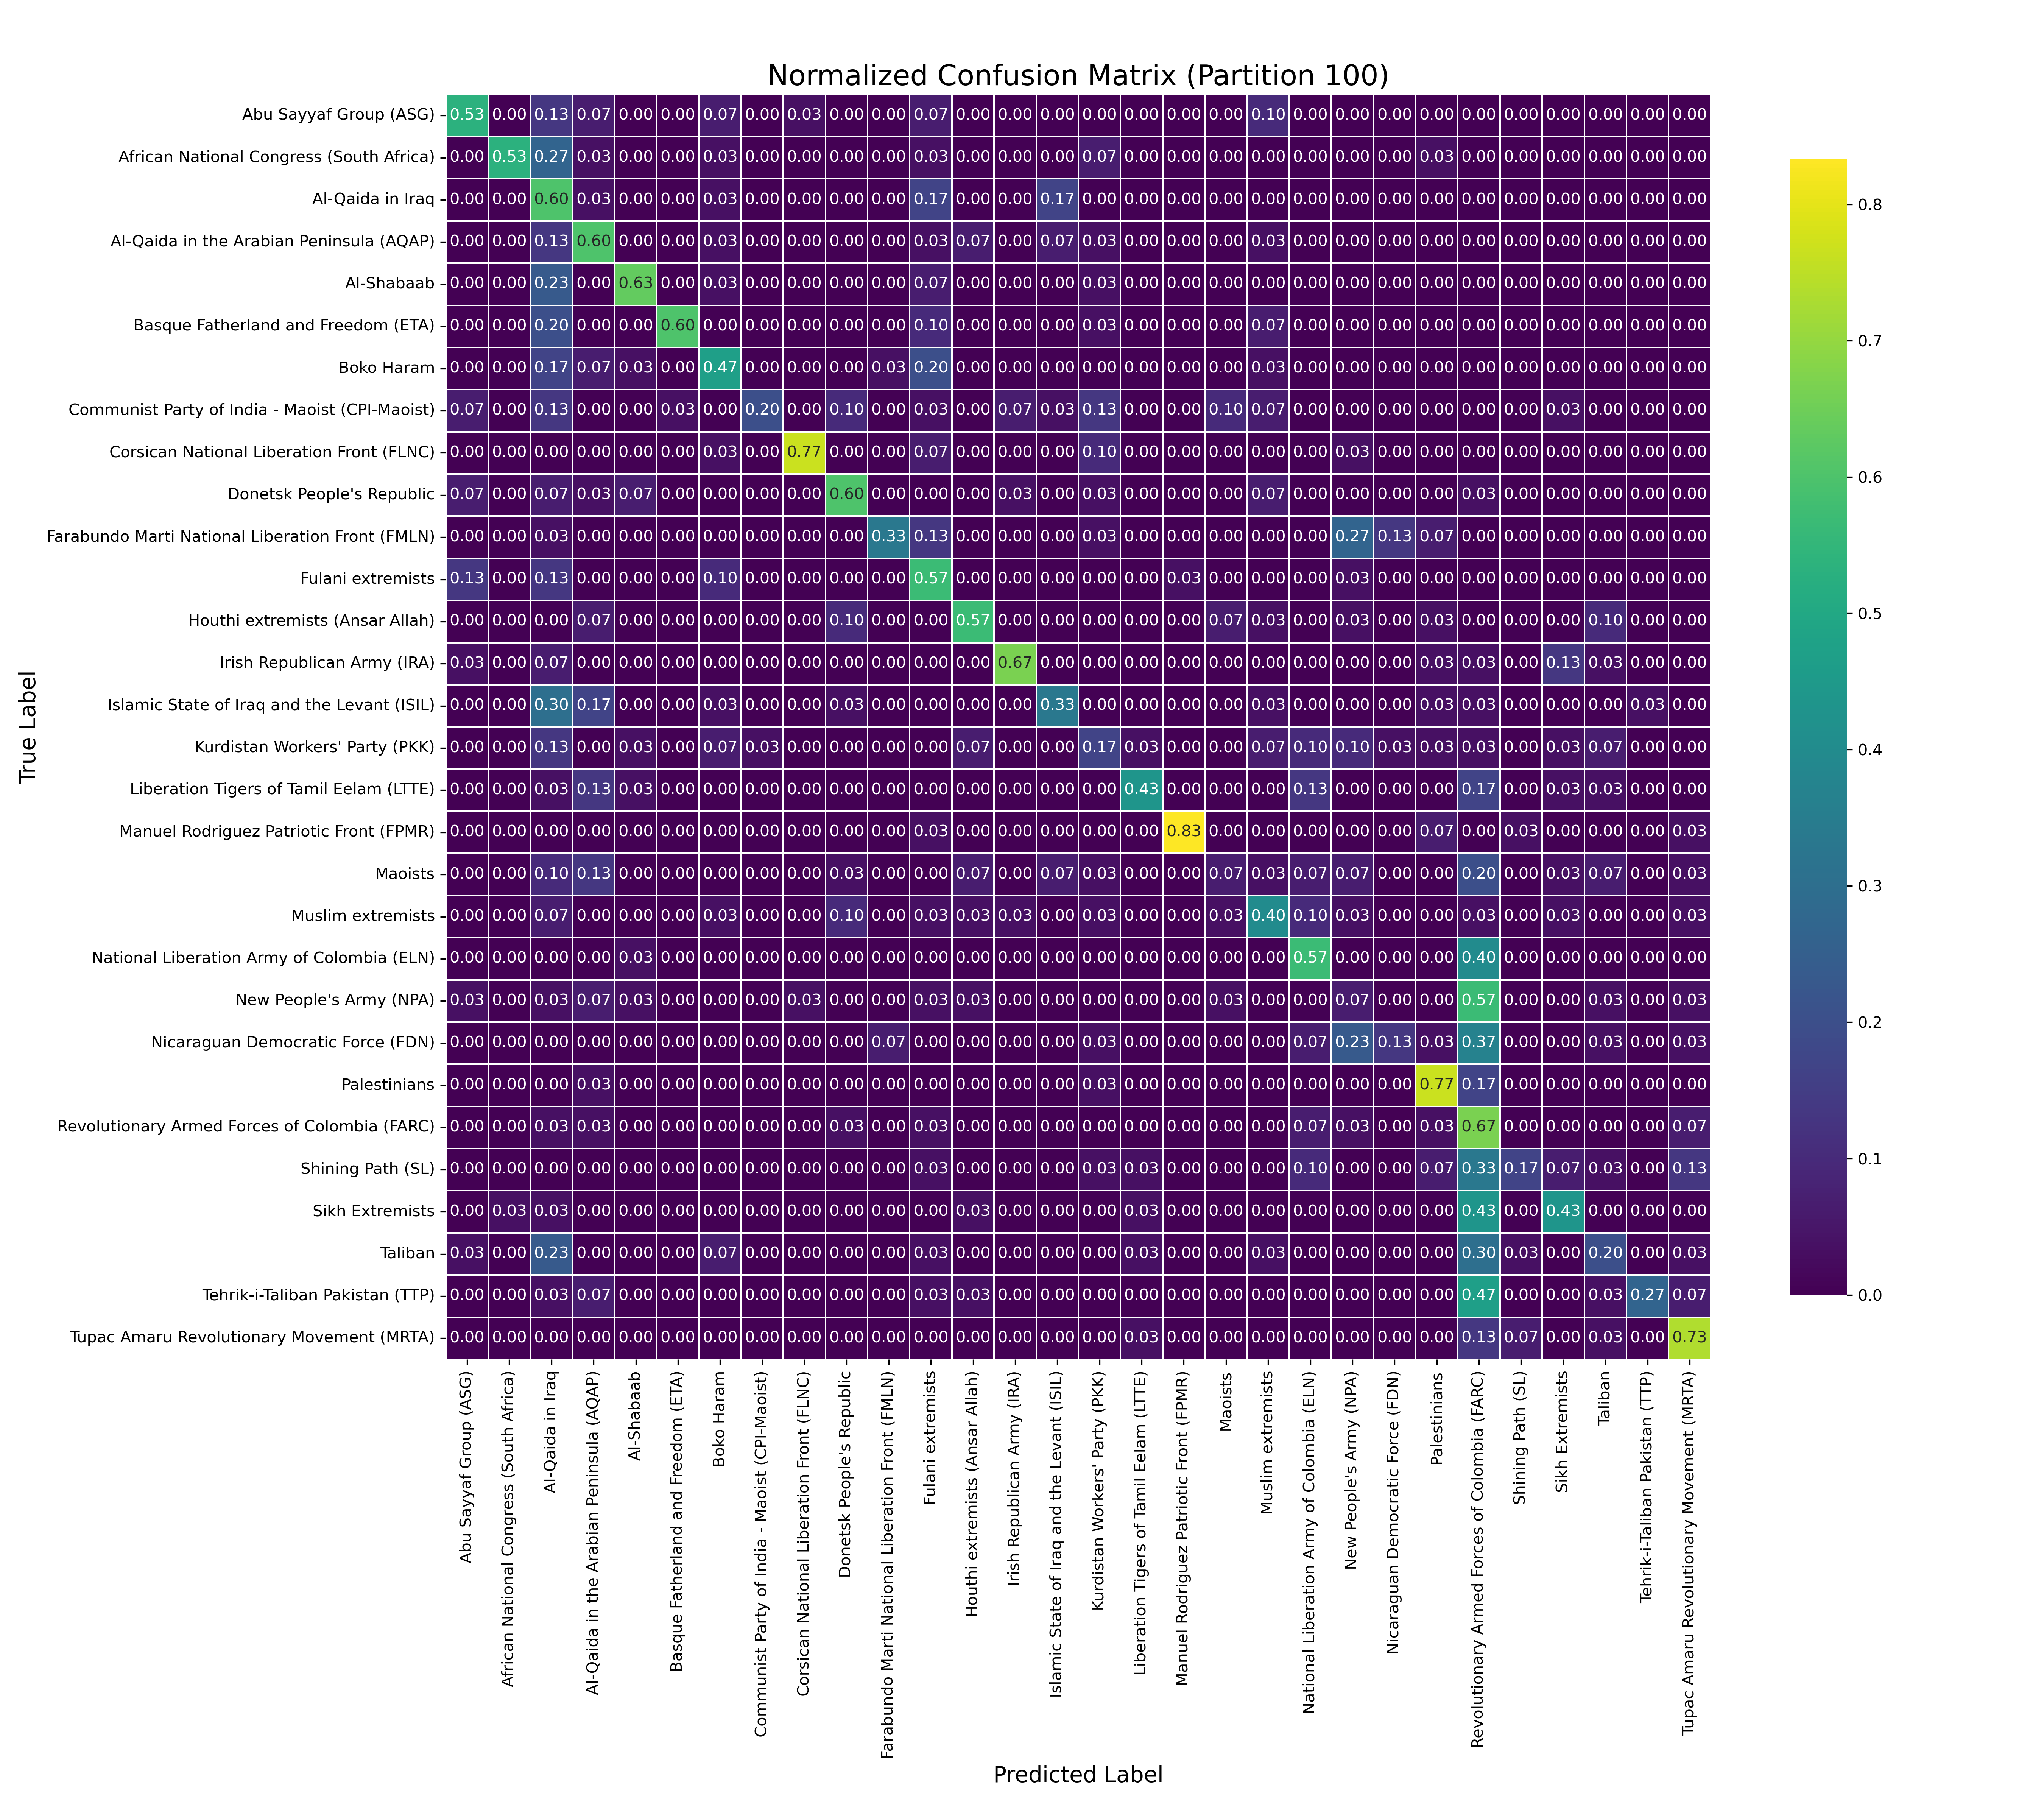 Normalized Confusion Matrix (Partition 100)
True Label
Abu Sayyaf Group (ASG) 0.53 0.00 0.13 0.07 0.00 0.00 0.07 0.00 0.03 0.00 0.00 0.07 0.00 0.00 0.00 0.00 0.00 0.00 0.00 0.10 0.00 0.00 0.00 0.00 0.00 0.00 0.00 0.00 0.00 0.00
African National Congress (South Africa) 0.00 0.53 0.27 0.03 0.00 0.00 0.03 0.00 0.00 0.00 0.00 0.03 0.00 0.00 0.00 0.07 0.00 0.00 0.00 0.00 0.00 0.00 0.00 0.03 0.00 0.00 0.00 0.00 0.00 0.00
Al-Qaida in Iraq 0.00 0.00 0.60 0.03 0.00 0.00 0.03 0.00 0.00 0.00 0.00 0.17 0.00 0.00 0.17 0.00 0.00 0.00 0.00 0.00 0.00 0.00 0.00 0.00 0.00 0.00 0.00 0.00 0.00 0.00
Al-Qaida in the Arabian Peninsula (AQAP) 0.00 0.00 0.13 0.60 0.00 0.00 0.03 0.00 0.00 0.00 0.00 0.03 0.07 0.00 0.07 0.03 0.00 0.00 0.00 0.03 0.00 0.00 0.00 0.00 0.00 0.00 0.00 0.00 0.00 0.00
Al-Shabaab 0.00 0.00 0.23 0.00 0.63 0.00 0.03 0.00 0.00 0.00 0.00 0.07 0.00 0.00 0.00 0.03 0.00 0.00 0.00 0.00 0.00 0.00 0.00 0.00 0.00 0.00 0.00 0.00 0.00 0.00
Basque Fatherland and Freedom (ETA) 0.00 0.00 0.20 0.00 0.00 0.60 0.00 0.00 0.00 0.00 0.00 0.10 0.00 0.00 0.00 0.03 0.00 0.00 0.00 0.07 0.00 0.00 0.00 0.00 0.00 0.00 0.00 0.00 0.00 0.00
Boko Haram 0.00 0.00 0.17 0.07 0.03 0.00 0.47 0.00 0.00 0.00 0.03 0.20 0.00 0.00 0.00 0.00 0.00 0.00 0.00 0.03 0.00 0.00 0.00 0.00 0.00 0.00 0.00 0.00 0.00 0.00
Communist Party of India - Maoist (CPI-Maoist) 0.07 0.00 0.13 0.00 0.00 0.03 0.00 0.20 0.00 0.10 0.00 0.03 0.00 0.07 0.03 0.13 0.00 0.00 0.10 0.07 0.00 0.00 0.00 0.00 0.00 0.00 0.03 0.00 0.00 0.00
Corsican National Liberation Front (FLNC) 0.00 0.00 0.00 0.00 0.00 0.00 0.03 0.00 0.77 0.00 0.00 0.07 0.00 0.00 0.00 0.10 0.00 0.00 0.00 0.00 0.00 0.03 0.00 0.00 0.00 0.00 0.00 0.00 0.00 0.00
Donetsk People's Republic 0.07 0.00 0.07 0.03 0.07 0.00 0.00 0.00 0.00 0.60 0.00 0.00 0.00 0.03 0.00 0.03 0.00 0.00 0.00 0.07 0.00 0.00 0.00 0.00 0.03 0.00 0.00 0.00 0.00 0.00
Farabundo Marti National Liberation Front (FMLN) 0.00 0.00 0.03 0.00 0.00 0.00 0.00 0.00 0.00 0.00 0.33 0.13 0.00 0.00 0.00 0.03 0.00 0.00 0.00 0.00 0.00 0.27 0.13 0.07 0.00 0.00 0.00 0.00 0.00 0.00
Fulani extremists 0.13 0.00 0.13 0.00 0.00 0.00 0.10 0.00 0.00 0.00 0.00 0.57 0.00 0.00 0.00 0.00 0.00 0.03 0.00 0.00 0.00 0.03 0.00 0.00 0.00 0.00 0.00 0.00 0.00 0.00
Houthi extremists (Ansar Allah) 0.00 0.00 0.00 0.07 0.00 0.00 0.00 0.00 0.00 0.10 0.00 0.00 0.57 0.00 0.00 0.00 0.00 0.00 0.07 0.03 0.00 0.03 0.00 0.03 0.00 0.00 0.00 0.10 0.00 0.00
Irish Republican Army (IRA) 0.03 0.00 0.07 0.00 0.00 0.00 0.00 0.00 0.00 0.00 0.00 0.00 0.00 0.67 0.00 0.00 0.00 0.00 0.00 0.00 0.00 0.00 0.00 0.03 0.03 0.00 0.13 0.03 0.00 0.00
Islamic State of Iraq and the Levant (ISIL) 0.00 0.00 0.30 0.17 0.00 0.00 0.03 0.00 0.00 0.03 0.00 0.00 0.00 0.00 0.33 0.00 0.00 0.00 0.00 0.03 0.00 0.00 0.00 0.03 0.03 0.00 0.00 0.00 0.03 0.00
Kurdistan Workers' Party (PKK) 0.00 0.00 0.13 0.00 0.03 0.00 0.07 0.03 0.00 0.00 0.00 0.00 0.07 0.00 0.00 0.17 0.03 0.00 0.00 0.07 0.10 0.10 0.03 0.03 0.03 0.00 0.03 0.07 0.00 0.00
Liberation Tigers of Tamil Eelam (LTTE) 0.00 0.00 0.03 0.13 0.03 0.00 0.00 0.00 0.00 0.00 0.00 0.00 0.00 0.00 0.00 0.00 0.43 0.00 0.00 0.00 0.13 0.00 0.00 0.00 0.17 0.00 0.03 0.03 0.00 0.00
Manuel Rodriguez Patriotic Front (FPMR) 0.00 0.00 0.00 0.00 0.00 0.00 0.00 0.00 0.00 0.00 0.00 0.03 0.00 0.00 0.00 0.00 0.00 0.83 0.00 0.00 0.00 0.00 0.00 0.07 0.00 0.03 0.00 0.00 0.00 0.03
Maoists 0.00 0.00 0.10 0.13 0.00 0.00 0.00 0.00 0.00 0.03 0.00 0.00 0.07 0.00 0.07 0.03 0.00 0.00 0.07 0.03 0.07 0.07 0.00 0.00 0.20 0.00 0.03 0.07 0.00 0.03
Muslim extremists 0.00 0.00 0.07 0.00 0.00 0.00 0.03 0.00 0.00 0.10 0.00 0.03 0.03 0.03 0.00 0.03 0.00 0.00 0.03 0.40 0.10 0.03 0.00 0.00 0.03 0.00 0.03 0.00 0.00 0.03
National Liberation Army of Colombia (ELN) 0.00 0.00 0.00 0.00 0.03 0.00 0.00 0.00 0.00 0.00 0.00 0.00 0.00 0.00 0.00 0.00 0.00 0.00 0.00 0.00 0.57 0.00 0.00 0.00 0.40 0.00 0.00 0.00 0.00 0.00
New People's Army (NPA) 0.03 0.00 0.03 0.07 0.03 0.00 0.00 0.00 0.03 0.00 0.00 0.03 0.03 0.00 0.00 0.00 0.00 0.00 0.03 0.00 0.00 0.07 0.00 0.00 0.57 0.00 0.00 0.03 0.00 0.03
Nicaraguan Democratic Force (FDN) 0.00 0.00 0.00 0.00 0.00 0.00 0.00 0.00 0.00 0.00 0.07 0.00 0.00 0.00 0.00 0.03 0.00 0.00 0.00 0.00 0.07 0.23 0.13 0.03 0.37 0.00 0.00 0.03 0.00 0.03
Palestinians 0.00 0.00 0.00 0.03 0.00 0.00 0.00 0.00 0.00 0.00 0.00 0.00 0.00 0.00 0.00 0.03 0.00 0.00 0.00 0.00 0.00 0.00 0.00 0.77 0.17 0.00 0.00 0.00 0.00 0.00
Revolutionary Armed Forces of Colombia (FARC) 0.00 0.00 0.03 0.03 0.00 0.00 0.00 0.00 0.00 0.03 0.00 0.03 0.00 0.00 0.00 0.00 0.00 0.00 0.00 0.00 0.07 0.03 0.00 0.03 0.67 0.00 0.00 0.00 0.00 0.07
Shining Path (SL) 0.00 0.00 0.00 0.00 0.00 0.00 0.00 0.00 0.00 0.00 0.00 0.03 0.00 0.00 0.00 0.03 0.03 0.00 0.00 0.00 0.10 0.00 0.00 0.07 0.33 0.17 0.07 0.03 0.00 0.13
Sikh Extremists 0.00 0.03 0.03 0.00 0.00 0.00 0.00 0.00 0.00 0.00 0.00 0.00 0.03 0.00 0.00 0.00 0.03 0.00 0.00 0.00 0.00 0.00 0.00 0.00 0.43 0.00 0.43 0.00 0.00 0.00
Taliban 0.03 0.00 0.23 0.00 0.00 0.00 0.07 0.00 0.00 0.00 0.00 0.03 0.00 0.00 0.00 0.00 0.03 0.00 0.00 0.03 0.00 0.00 0.00 0.00 0.30 0.03 0.00 0.20 0.00 0.03
Tehrik-i-Taliban Pakistan (TTP) 0.00 0.00 0.03 0.07 0.00 0.00 0.00 0.00 0.00 0.00 0.00 0.03 0.03 0.00 0.00 0.00 0.00 0.00 0.00 0.00 0.00 0.00 0.00 0.00 0.47 0.00 0.00 0.03 0.27 0.07
Tupac Amaru Revolutionary Movement (MRTA) 0.00 0.00 0.00 0.00 0.00 0.00 0.00 0.00 0.00 0.00 0.00 0.00 0.00 0.00 0.00 0.00 0.03 0.00 0.00 0.00 0.00 0.00 0.00 0.00 0.13 0.07 0.00 0.03 0.00 0.73
Abu Sayyaf Group (ASG)
African National Congress (South Africa)
Al-Qaida in Iraq
Al-Qaida in the Arabian Peninsula (AQAP)
Al-Shabaab
Basque Fatherland and Freedom (ETA)
Boko Haram
Communist Party of India - Maoist (CPI-Maoist)
Corsican National Liberation Front (FLNC)
Donetsk People's Republic
Farabundo Marti National Liberation Front (FMLN)
Fulani extremists
Houthi extremists (Ansar Allah)
Irish Republican Army (IRA)
Islamic State of Iraq and the Levant (ISIL)
Kurdistan Workers' Party (PKK)
Liberation Tigers of Tamil Eelam (LTTE)
Manuel Rodriguez Patriotic Front (FPMR)
Maoists
Muslim extremists
National Liberation Army of Colombia (ELN)
New People's Army (NPA)
Nicaraguan Democratic Force (FDN)
Palestinians
Revolutionary Armed Forces of Colombia (FARC)
Shining Path (SL)
Sikh Extremists
Taliban
Tehrik-i-Taliban Pakistan (TTP)
Tupac Amaru Revolutionary Movement (MRTA)
Predicted Label
0.8
0.7
0.6
0.5
0.4
0.3
0.2
0.1
0.0